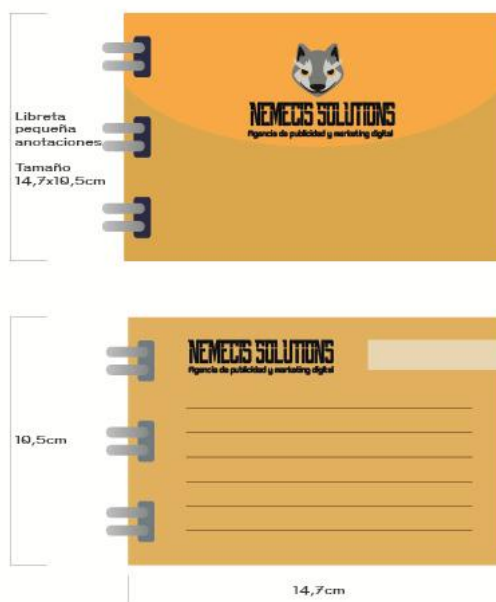 NEMECIS SOLUTIONS
Agencia de publicidad y marketing digital
Libreta
pequeña
anotaciones
Tamaño
14,7x10,5cm
NEMECIS SOLUTIONS
Agencia de publicidad y marketing digital
10,5cm
14,7cm